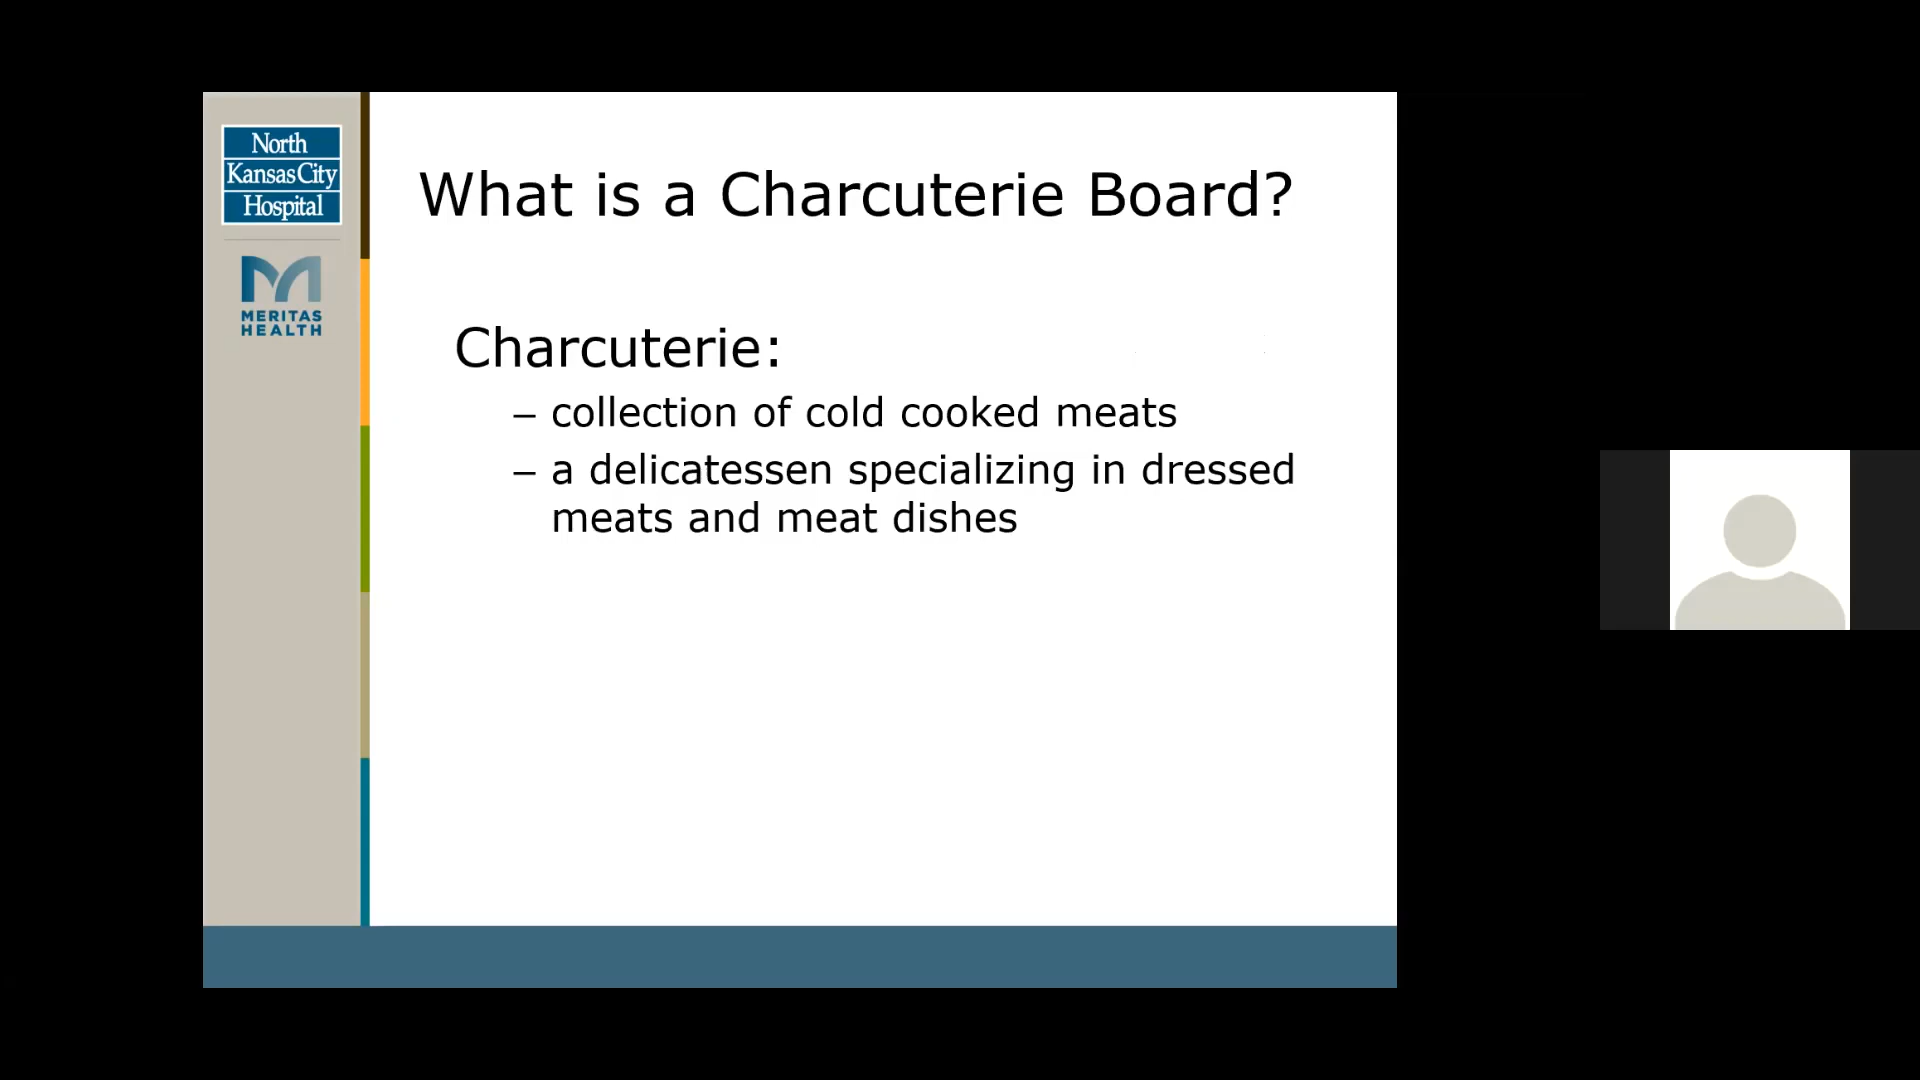 North
Kansas City
Hospital
MERITAS
HEALTH
What is a Charcuterie Board?
Charcuterie:
– collection of cold cooked meats
– a delicatessen specializing in dressed
meats and meat dishes